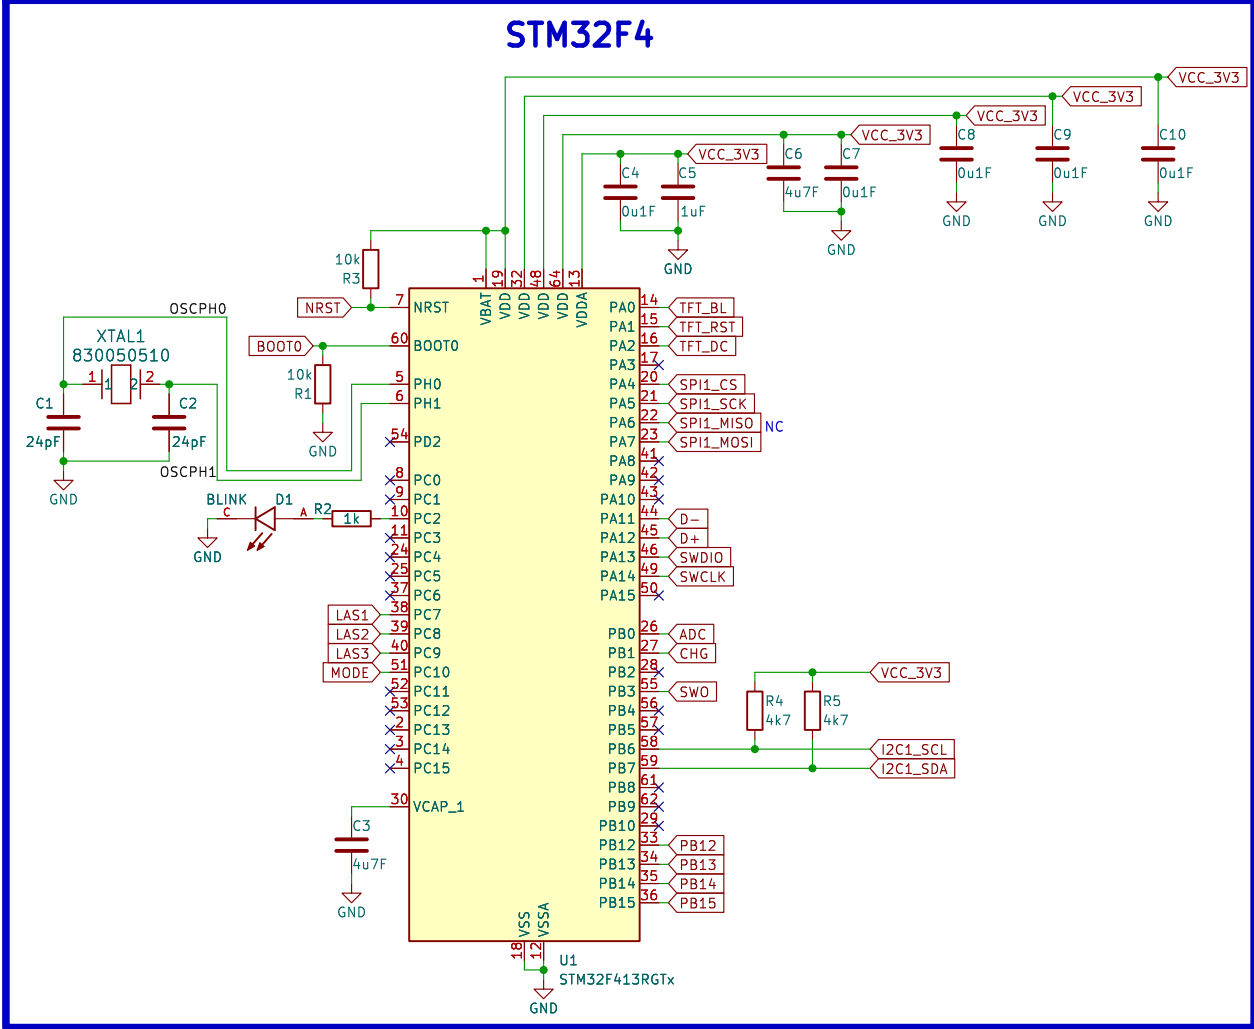 STM32F4
VCC_3V3
VCC_3V3
VCC_3V3
VCC_3V3
VCC_3V3
C4
0u1F
C5
1uF
GND
C6
4u7F
C7
0u1F
GND
C8
0u1F
GND
C9
0u1F
GND
C10
0u1F
GND
10k
R3
NRST
BOOT0
10k
R1
GND
OSCPH0
XTAL1
830050510
1 1 2 2
C1
24pF
C2
24pF
OSCPH1
GND
BLINK D1
C A
R2
1k
GND
LAS1
LAS2
LAS3
MODE
C3
4u7F
GND
1 VBAT
19 VDD
32 VDD
48 VDD
64 VDD
13 VDDA
7 NRST
60 BOOT0
5 PH0
6 PH1
54 PD2
8 PC0
9 PC1
10 PC2
11 PC3
24 PC4
25 PC5
37 PC6
38 PC7
39 PC8
40 PC9
51 PC10
52 PC11
53 PC12
2 PC13
3 PC14
4 PC15
30 VCAP_1
PA0 14 TFT_BL
PA1 15 TFT_RST
PA2 16 TFT_DC
PA3 17
PA4 20 SPI1_CS
PA5 21 SPI1_SCK
PA6 22 SPI1_MISO NC
PA7 23 SPI1_MOSI
PA8 41
PA9 42
PA10 43
PA11 44 D-
PA12 45 D+
PA13 46 SWDIO
PA14 49 SWCLK
PA15 50
PB0 26 ADC
PB1 27 CHG
PB2 28
PB3 55 SWO
PB4 56
PB5 57
PB6 58 I2C1_SCL
PB7 59 I2C1_SDA
PB8 61
PB9 62
PB10 29
PB12 33 PB12
PB13 34 PB13
PB14 35 PB14
PB15 36 PB15
VCC_3V3
R4
4k7
R5
4k7
VSS 18
VSSA 12
U1
STM32F413RGTx
GND